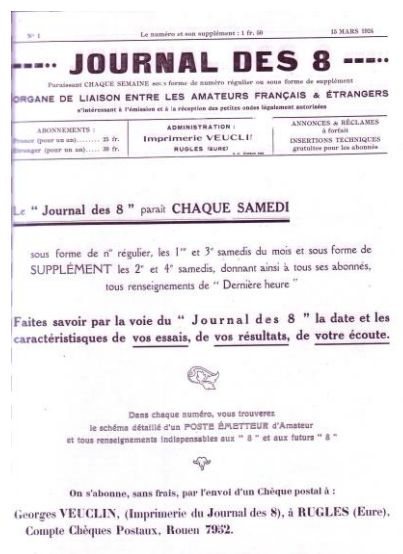 N° 1 Le numéro et son supplément : 1 fr. 50 15 MARS 1924
JOURNAL DES 8
Paraissant CHAQUE SEMAINE sous forme de numéro régulier ou sous forme de supplément
ORGANE DE LIAISON ENTRE LES AMATEURS FRANÇAIS & ÉTRANGERS
s'intéressant à l'émission et à la réception des petites ondes légalement autorisées
ABONNEMENTS :
France (pour un an)..... 25 fr.
Etranger (pour un an)..... 30 fr.
ADMINISTRATION :
Imprimerie VEUCLIN
RUGLES (EURE)
ANNONCES & RÉCLAMES
à forfait
INSERTIONS TECHNIQUES
gratuites pour les abonnés
Le “ Journal des 8 ” parait CHAQUE SAMEDI
sous forme de n° régulier, les 1er et 3e samedis du mois et sous forme de
SUPPLÉMENT les 2e et 4e samedis, donnant ainsi à tous ses abonnés,
tous renseignements de “ Dernière heure ”
Faites savoir par la voie du “ Journal des 8 ” la date et les
caractéristisques de vos essais, de vos résultats, de votre écoute.
Dans chaque numéro, vous trouverez
le schéma détaillé d'un POSTE ÉMETTEUR d'Amateur
et tous renseignements indispensables aux “ 8 ” et aux futurs “ 8 ”
On s'abonne, sans frais, par l'envoi d'un Chèque postal à :
Georges VEUCLIN, (Imprimerie du Journal des 8), à RUGLES (Eure),
Compte Chèques Postaux, Rouen 7952.